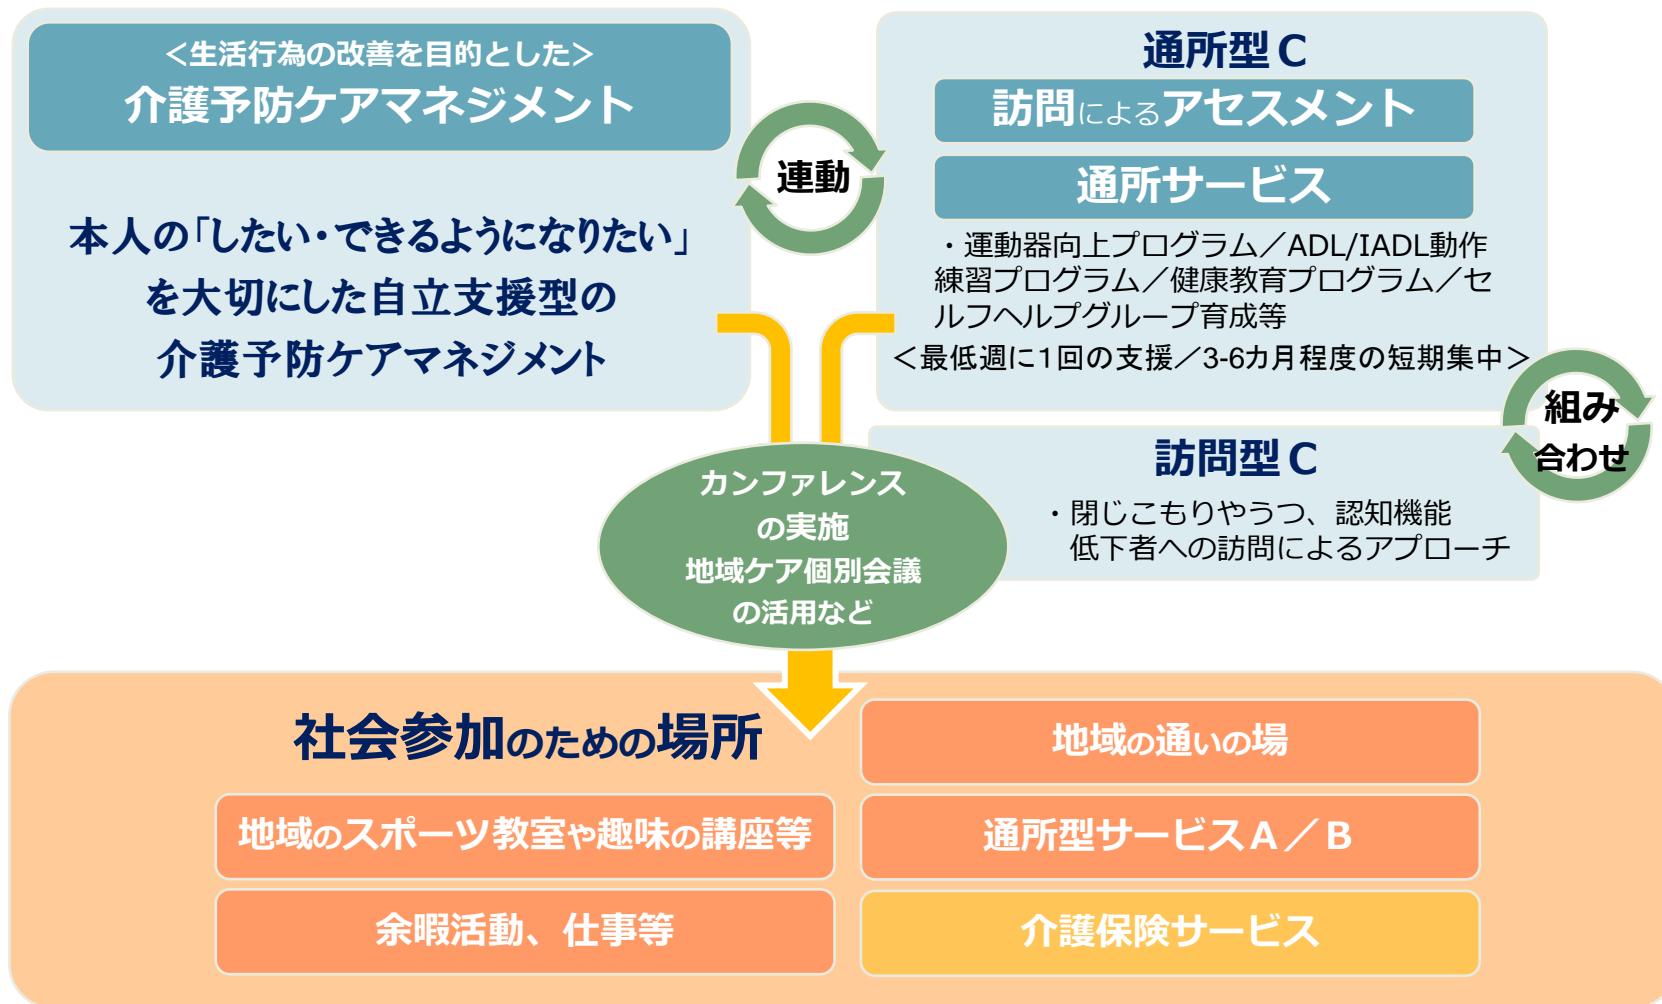 <生活行為の改善を目的とした>
介護予防ケアマネジメント
本人の「したい・できるようになりたい」
を大切にした自立支援型の
介護予防ケアマネジメント
連動
通所型C
訪問によるアセスメント
通所サービス
・運動器向上プログラム／ADL/IADL動作
練習プログラム／健康教育プログラム／セ
ルフヘルプグループ育成等
<最低週に1回の支援／3-6カ月程度の短期集中>
組み
合わせ
訪問型C
・閉じこもりやうつ、認知機能
低下者への訪問によるアプローチ
カンファレンス
の実施
地域ケア個別会議
の活用など
社会参加のための場所
地域の通いの場
地域のスポーツ教室や趣味の講座等
通所型サービスA／B
余暇活動、仕事等
介護保険サービス